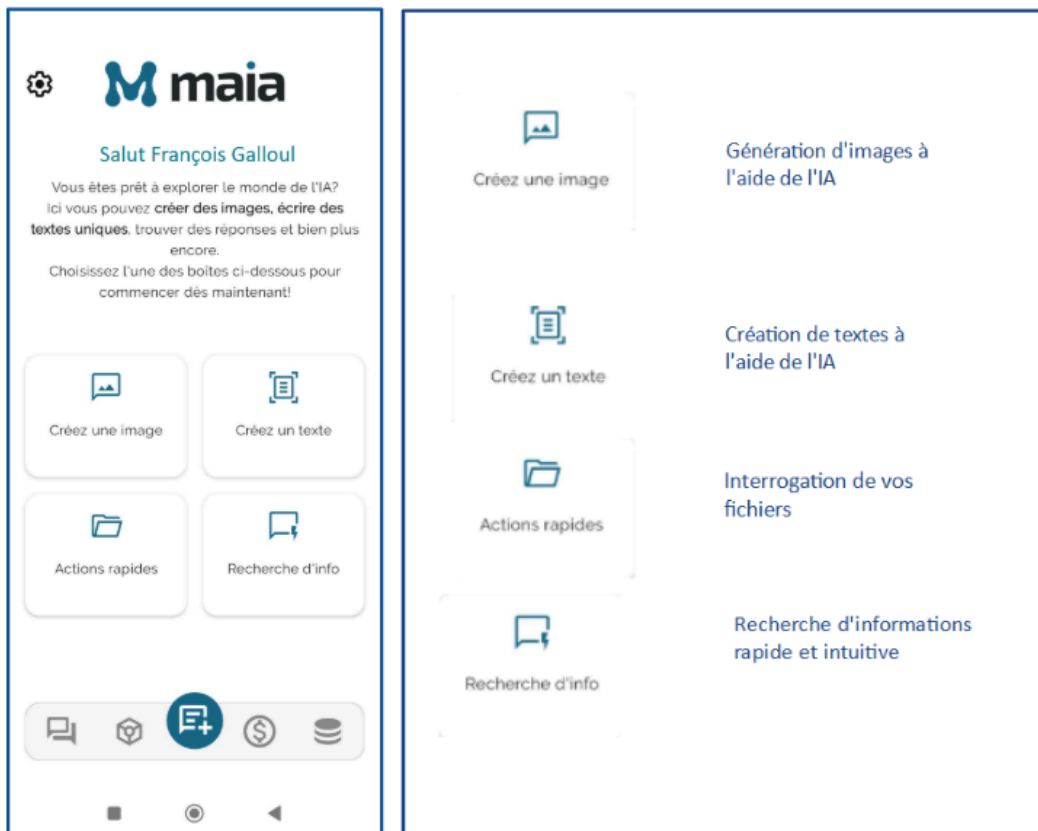 maia
Salut François Galloul
Vous êtes prêt à explorer le monde de l'IA?
Ici vous pouvez créer des images, écrire des
textes uniques, trouver des réponses et bien plus
encore.
Choisissez l'une des boîtes ci-dessous pour
commencer dès maintenant!
Créez une image
Créez un texte
Actions rapides
Recherche d'info
Créez une image
Génération d'images à
l'aide de l'IA
Créez un texte
Création de textes à
l'aide de l'IA
Actions rapides
Interrogation de vos
fichiers
Recherche d'info
Recherche d'informations
rapide et intuitive